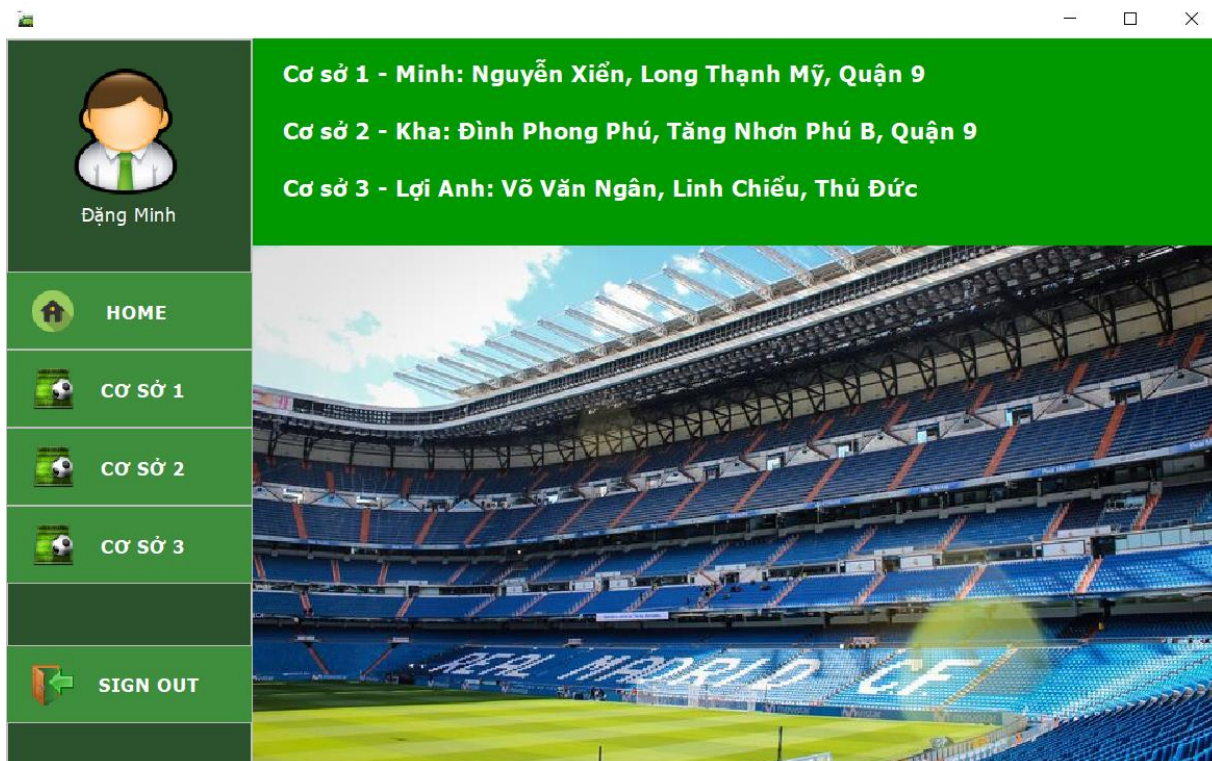 Cơ sở 1 - Minh: Nguyễn Xiển, Long Thạnh Mỹ, Quận 9
Cơ sở 2 - Kha: Đình Phong Phú, Tăng Nhơn Phú B, Quận 9
Cơ sở 3 - Lợi Anh: Võ Văn Ngân, Linh Chiểu, Thủ Đức
Đặng Minh
HOME
CƠ SỞ 1
CƠ SỞ 2
CƠ SỞ 3
SIGN OUT
REAL MADRID CF